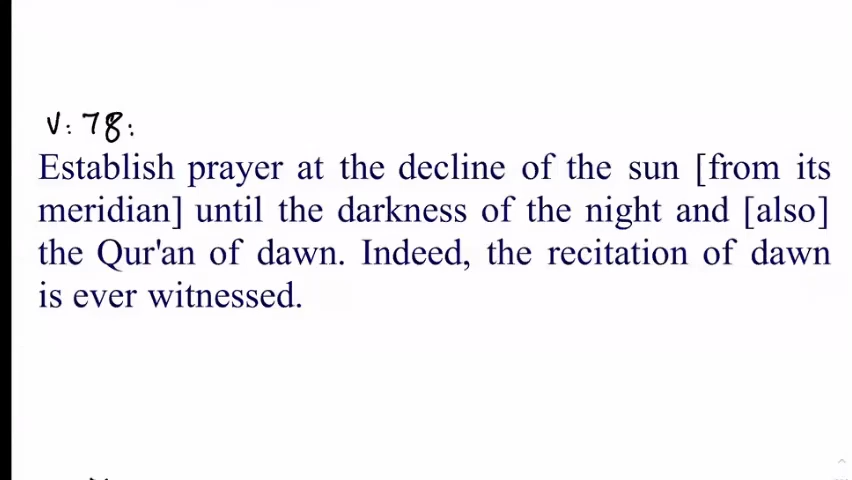 V: 78:
Establish prayer at the decline of the sun [from its
meridian] until the darkness of the night and [also]
the Qur'an of dawn. Indeed, the recitation of dawn
is ever witnessed.